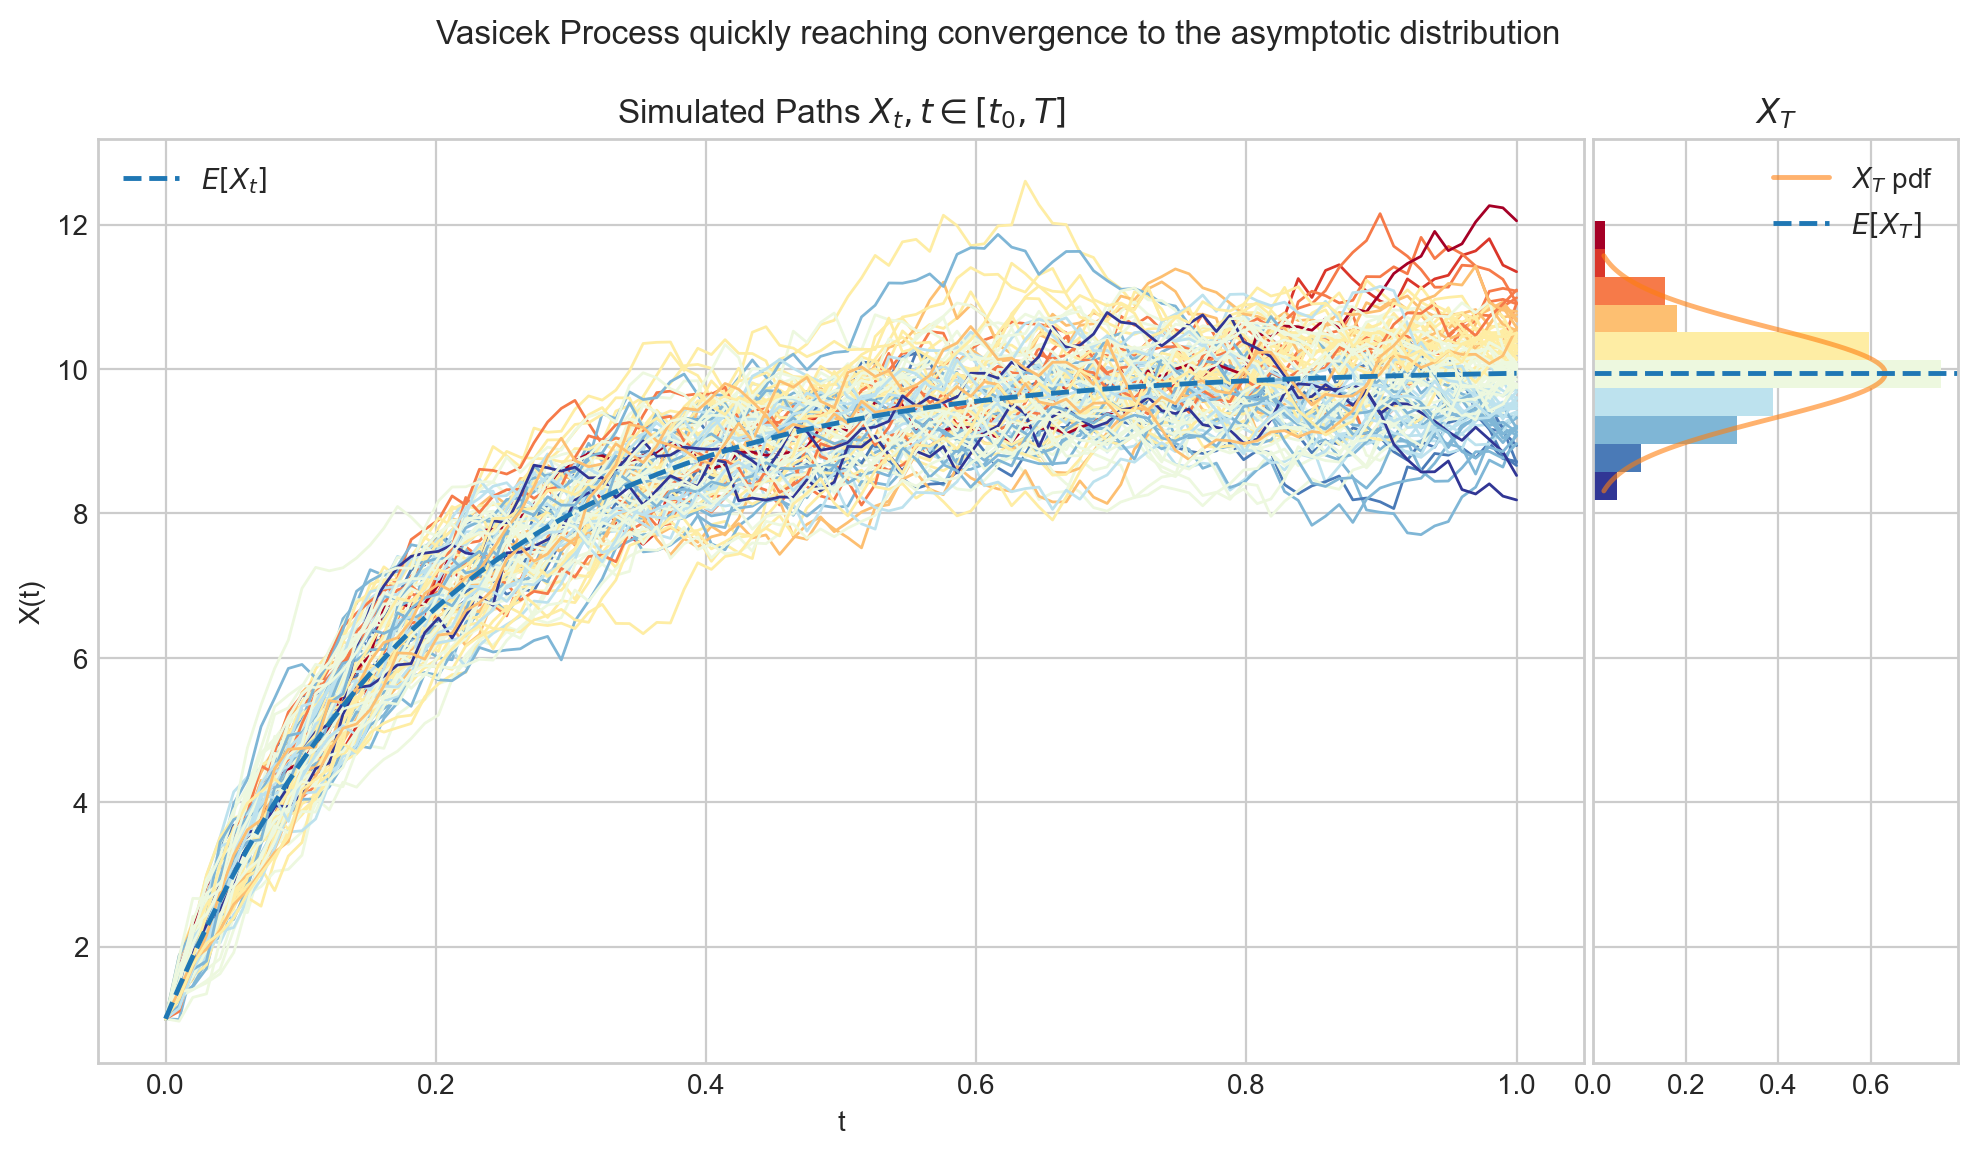 Vasicek Process quickly reaching convergence to the asymptotic distribution
Simulated Paths $X_t, t \in [t_0, T]$
$X_T$
$E[X_t]$
$X_T$ pdf
$E[X_T]$
12
10
8
6
4
2
X(t)
0.0 0.2 0.4 0.6 0.8 1.0
0.0 0.2 0.4 0.6
t